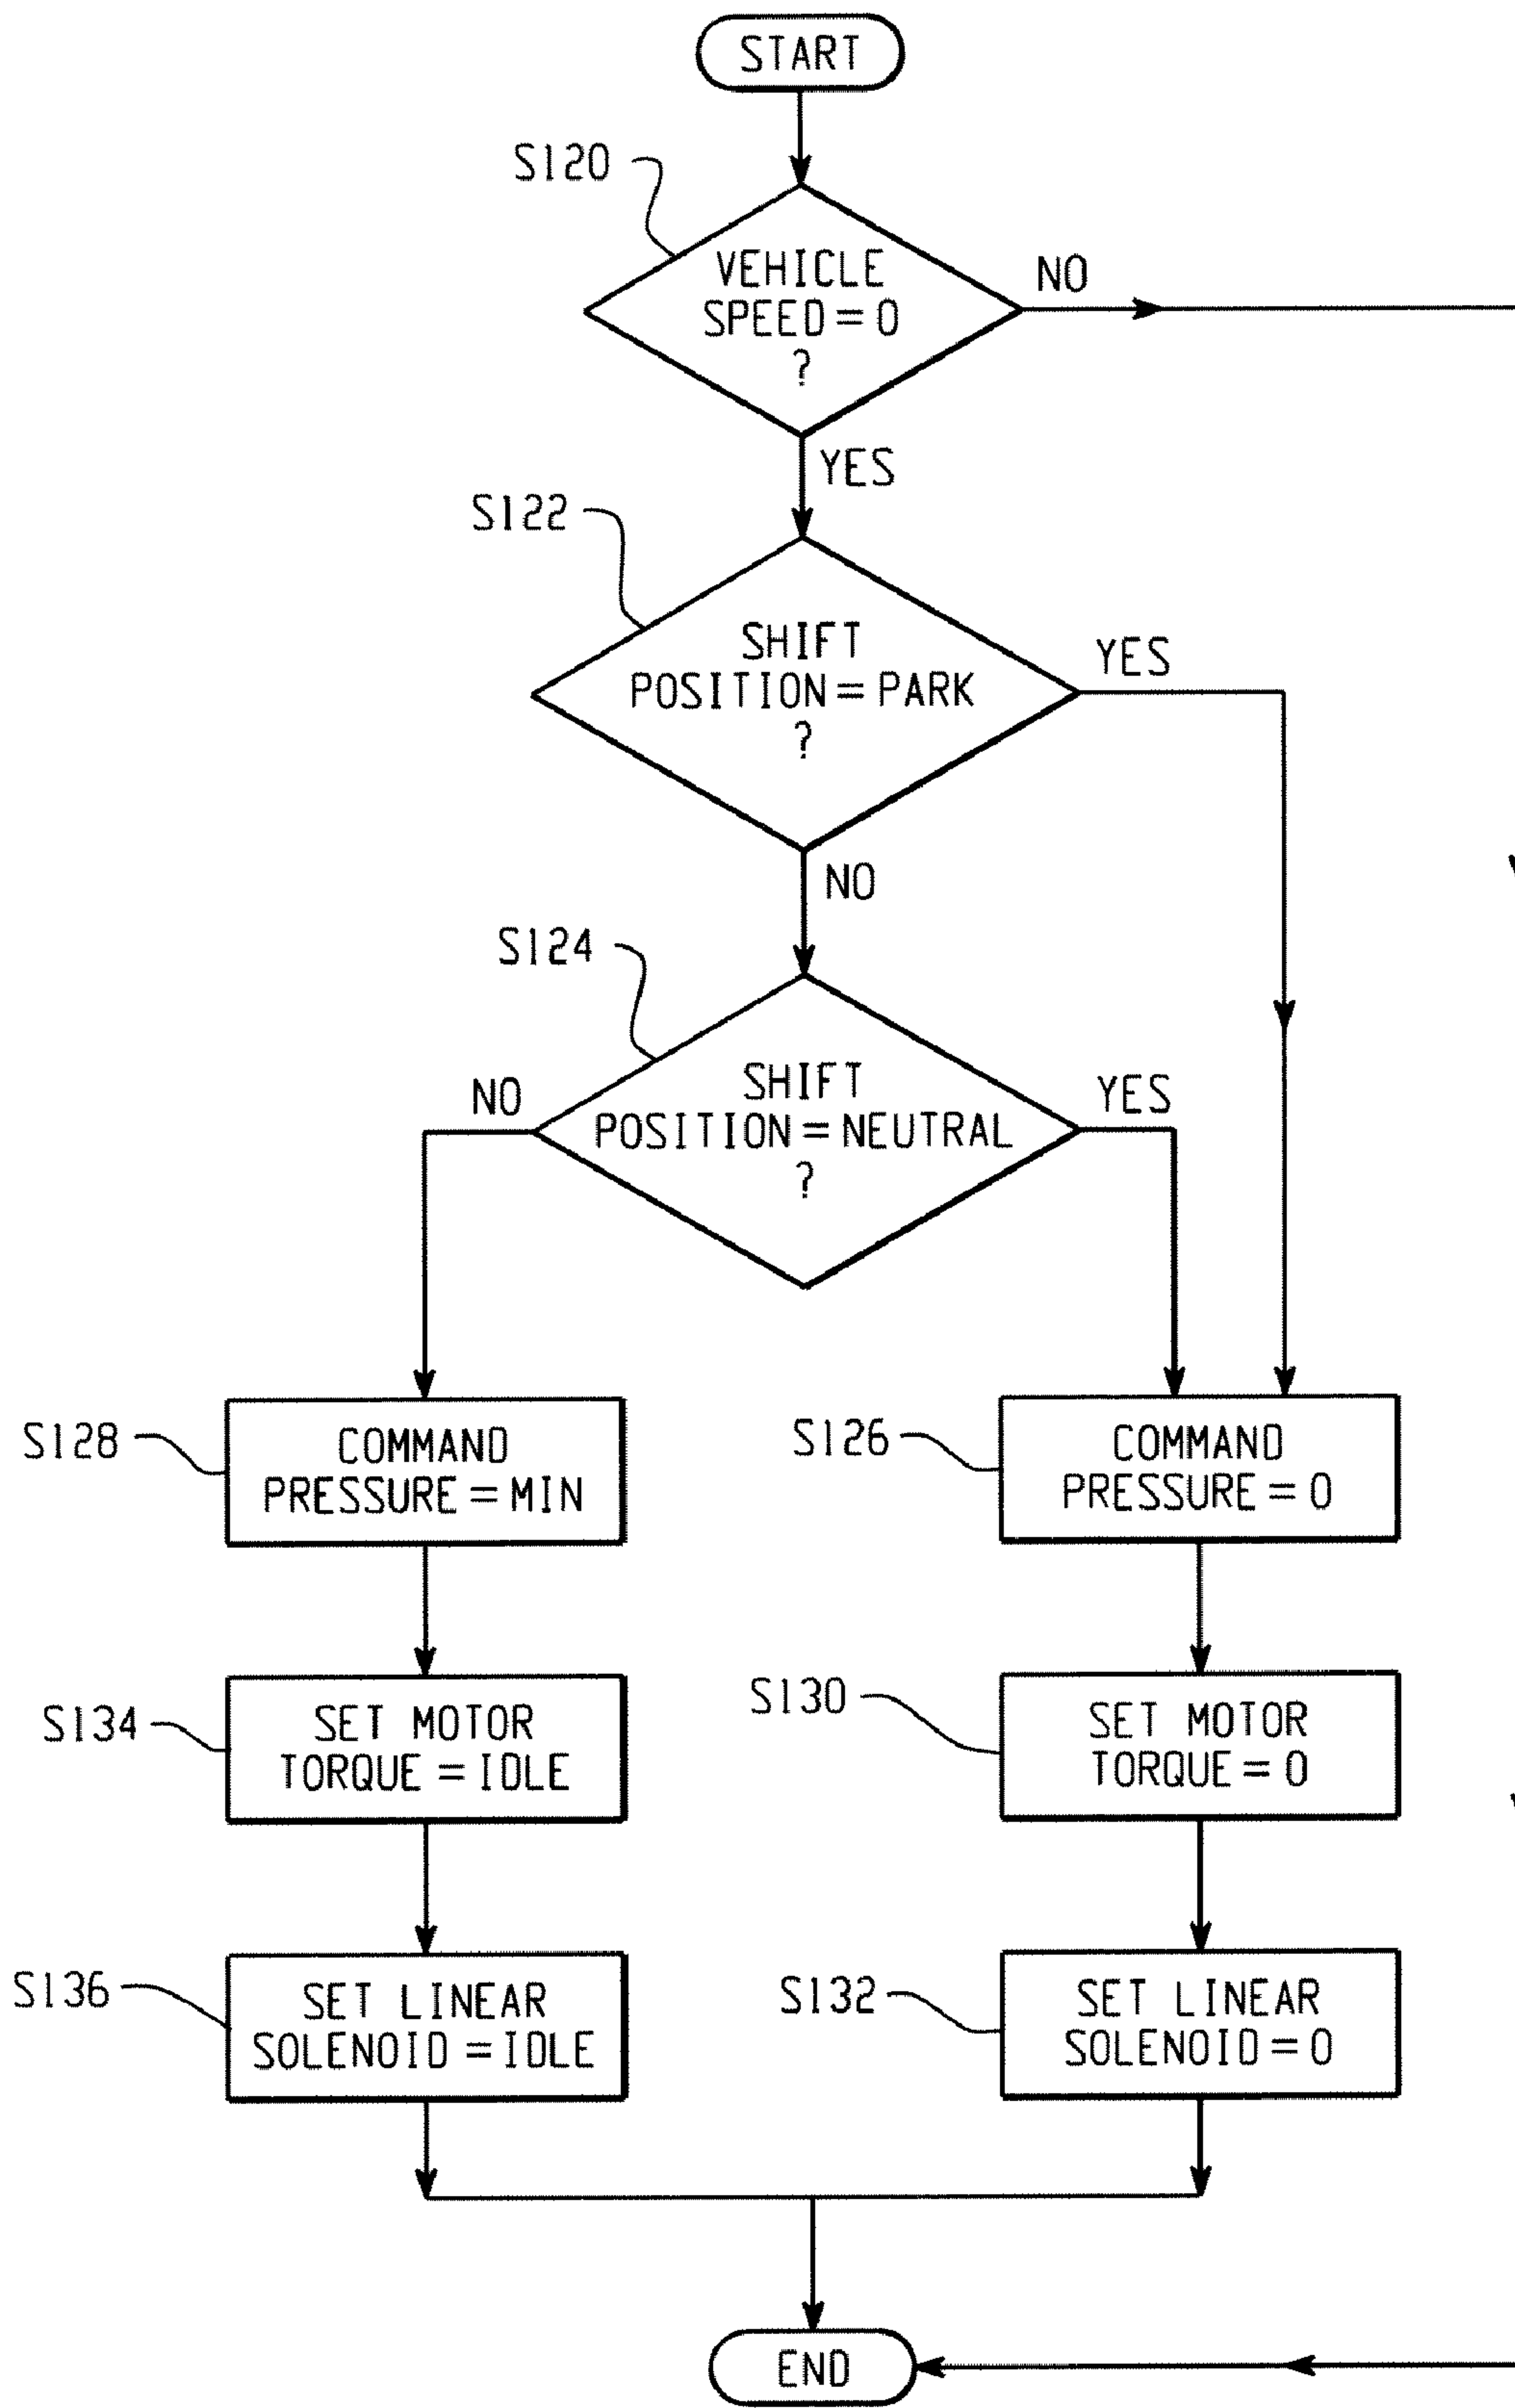 START
S120
VEHICLE
SPEED = 0
?
NO
YES
S122
SHIFT
POSITION = PARK
?
YES
NO
S124
SHIFT
POSITION = NEUTRAL
?
NO
YES
S128
COMMAND
PRESSURE = MIN
S126
COMMAND
PRESSURE = 0
S134
SET MOTOR
TORQUE = IDLE
S130
SET MOTOR
TORQUE = 0
S136
SET LINEAR
SOLENOID = IDLE
S132
SET LINEAR
SOLENOID = 0
END